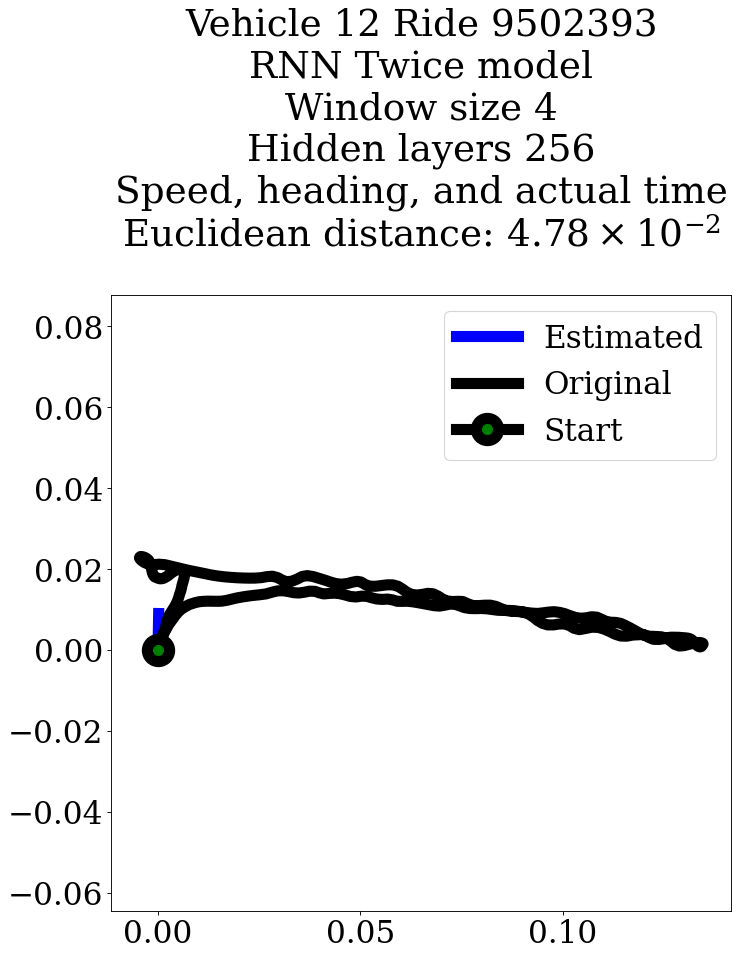 Vehicle 12 Ride 9502393
RNN Twice model
Window size 4
Hidden layers 256
Speed, heading, and actual time
Euclidean distance: 4.78 × 10⁻²
Estimated
Original
Start
0.08
0.06
0.04
0.02
0.00
−0.02
−0.04
−0.06
0.00 0.05 0.10